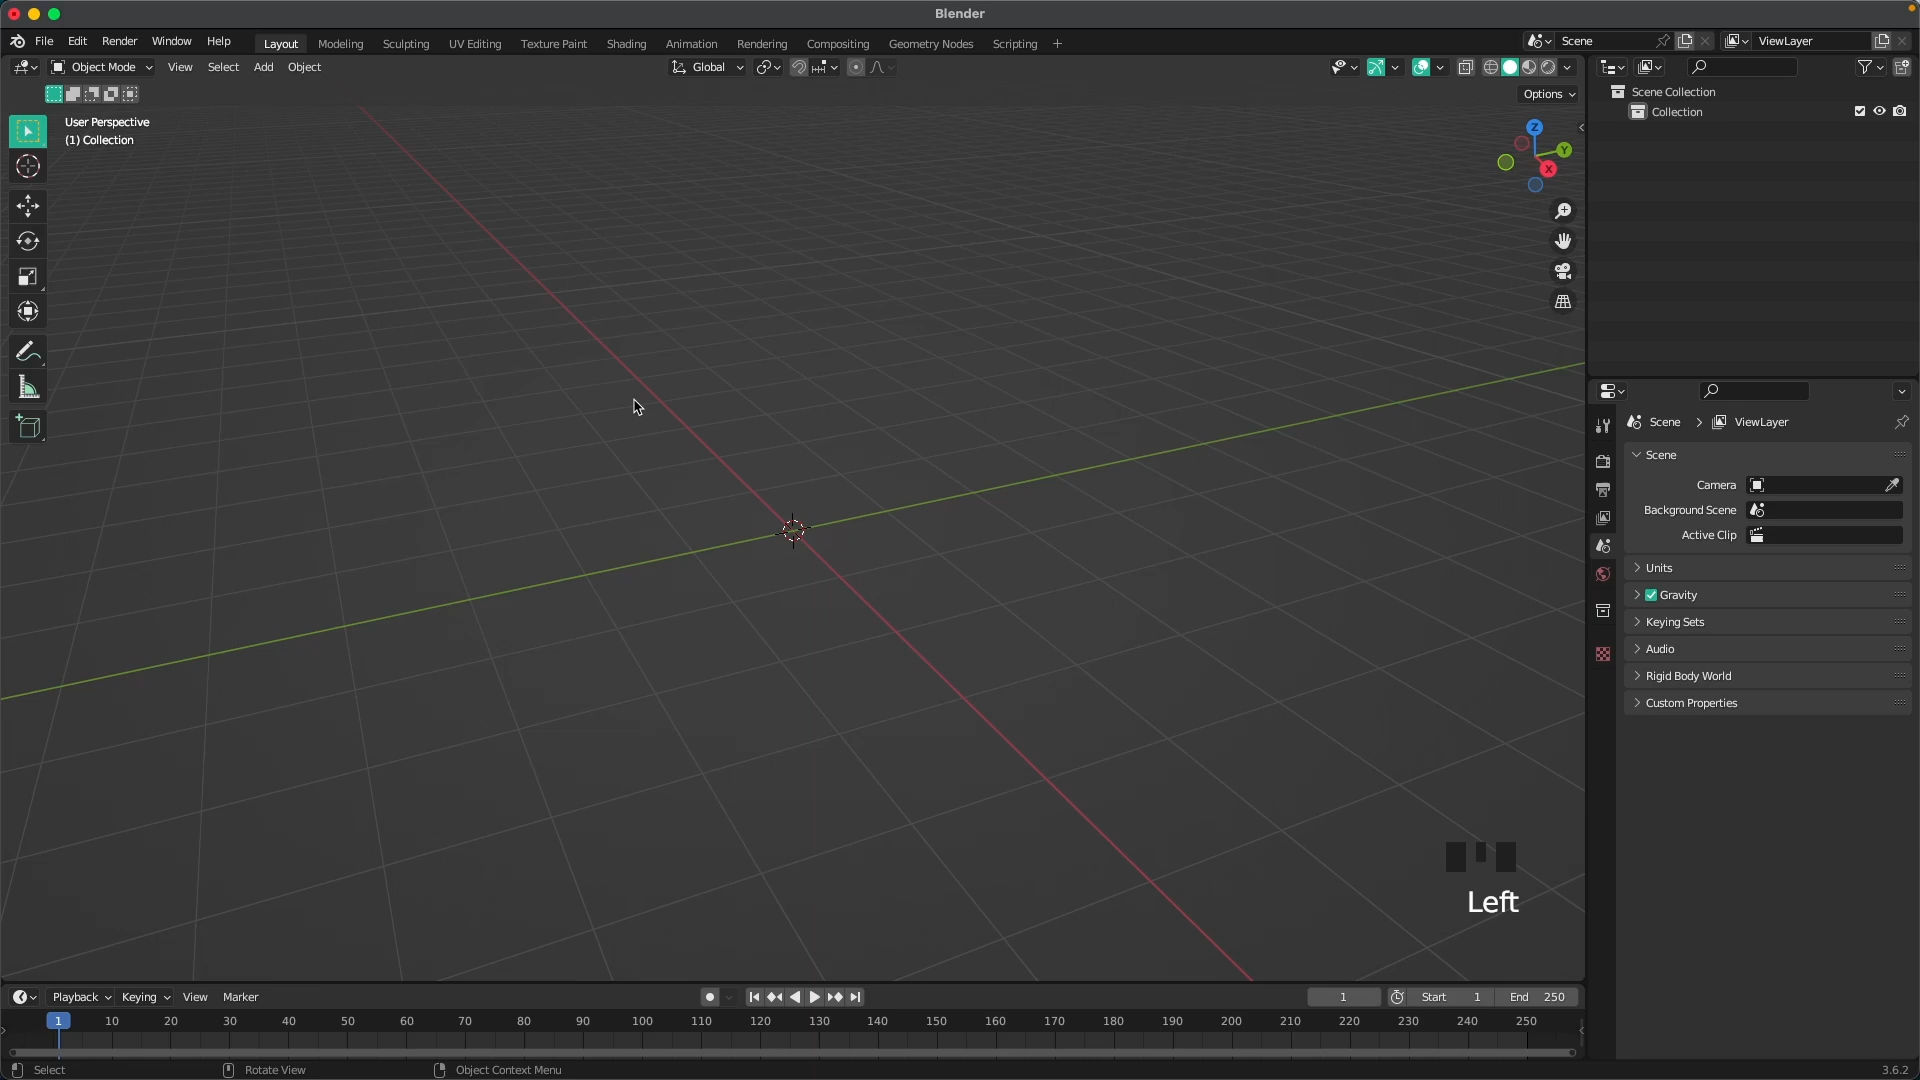 Blender
File Edit Render Window Help Layout Modeling Sculpting UV Editing Texture Paint Shading Animation Rendering Compositing Geometry Nodes Scripting Scene ViewLayer
Object Mode View Select Add Object Global
Options
User Perspective
(1) Collection
Z
Y
X
Scene Collection
Collection
Scene ViewLayer
Scene
Camera
Background Scene
Active Clip
Units
Gravity
Keying Sets
Audio
Rigid Body World
Custom Properties
Left
Playback Keying View Marker 1 Start 1 End 250
1 10 20 30 40 50 60 70 80 90 100 110 120 130 140 150 160 170 180 190 200 210 220 230 240 250
Select Rotate View Object Context Menu 3.6.2